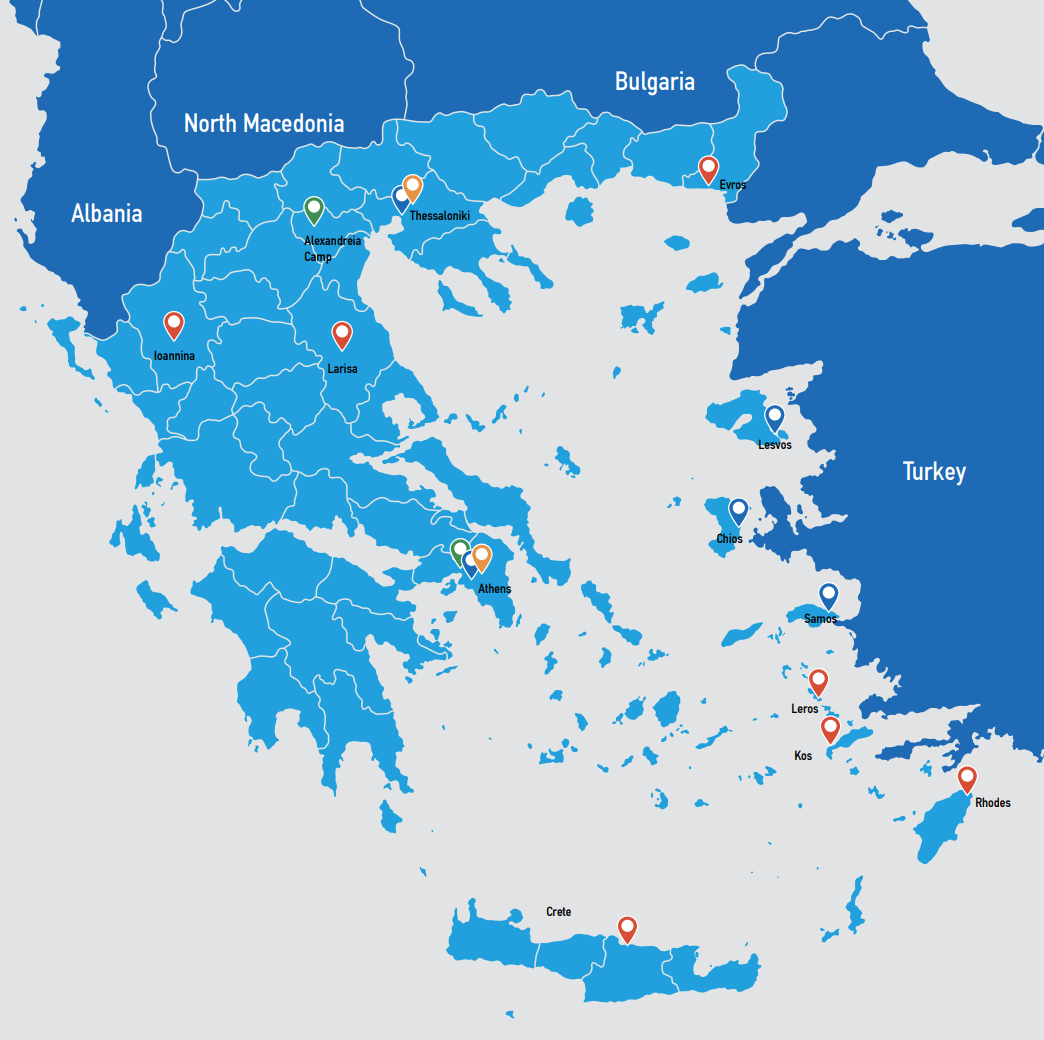 Bulgaria
North Macedonia
Evros
Albania
Thessaloniki
Alexandreia
Camp
Ioannina
Larisa
Lesvos
Turkey
Chios
Athens
Samos
Leros
Kos
Rhodes
Crete